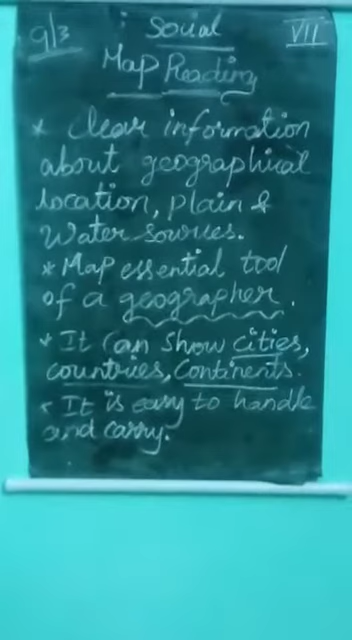 9/3 Social VII
Map Reading
* Clear information
about geographical
location, plain &
Water sources.
* Map essential tool
of a geographer.
* It Can Show cities,
countries, Continents.
* It is easy to handle
and carry.